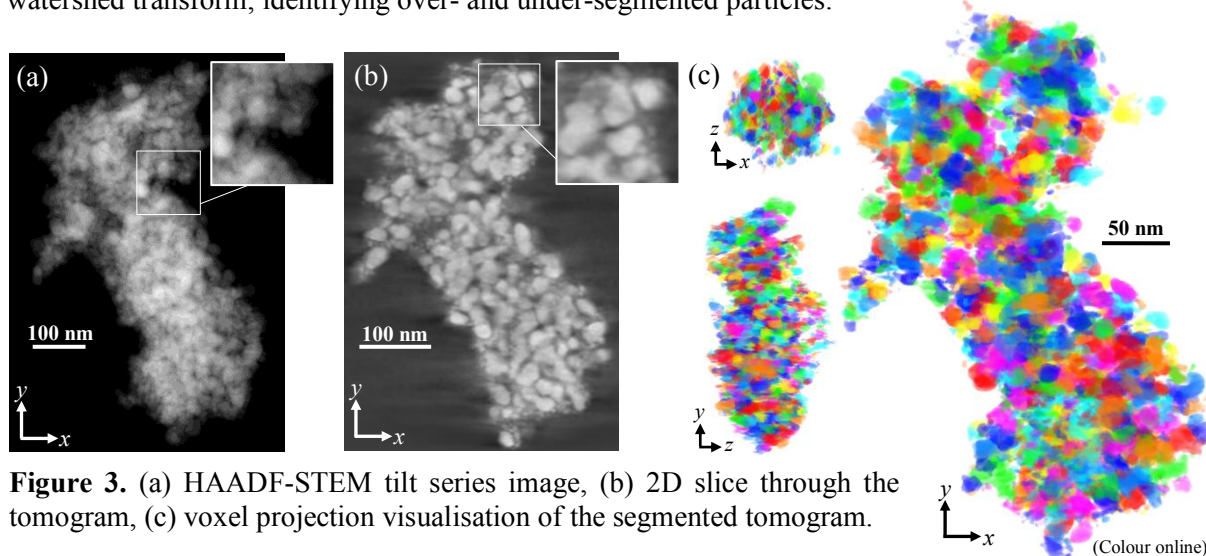 watershed transform, identifying over- and under-segmented particles.
(a)
(b)
(c)
z
x
100 nm
100 nm
50 nm
y
x
y
x
y
z
y
x
Figure 3. (a) HAADF-STEM tilt series image, (b) 2D slice through the
tomogram, (c) voxel projection visualisation of the segmented tomogram.
(Colour online)